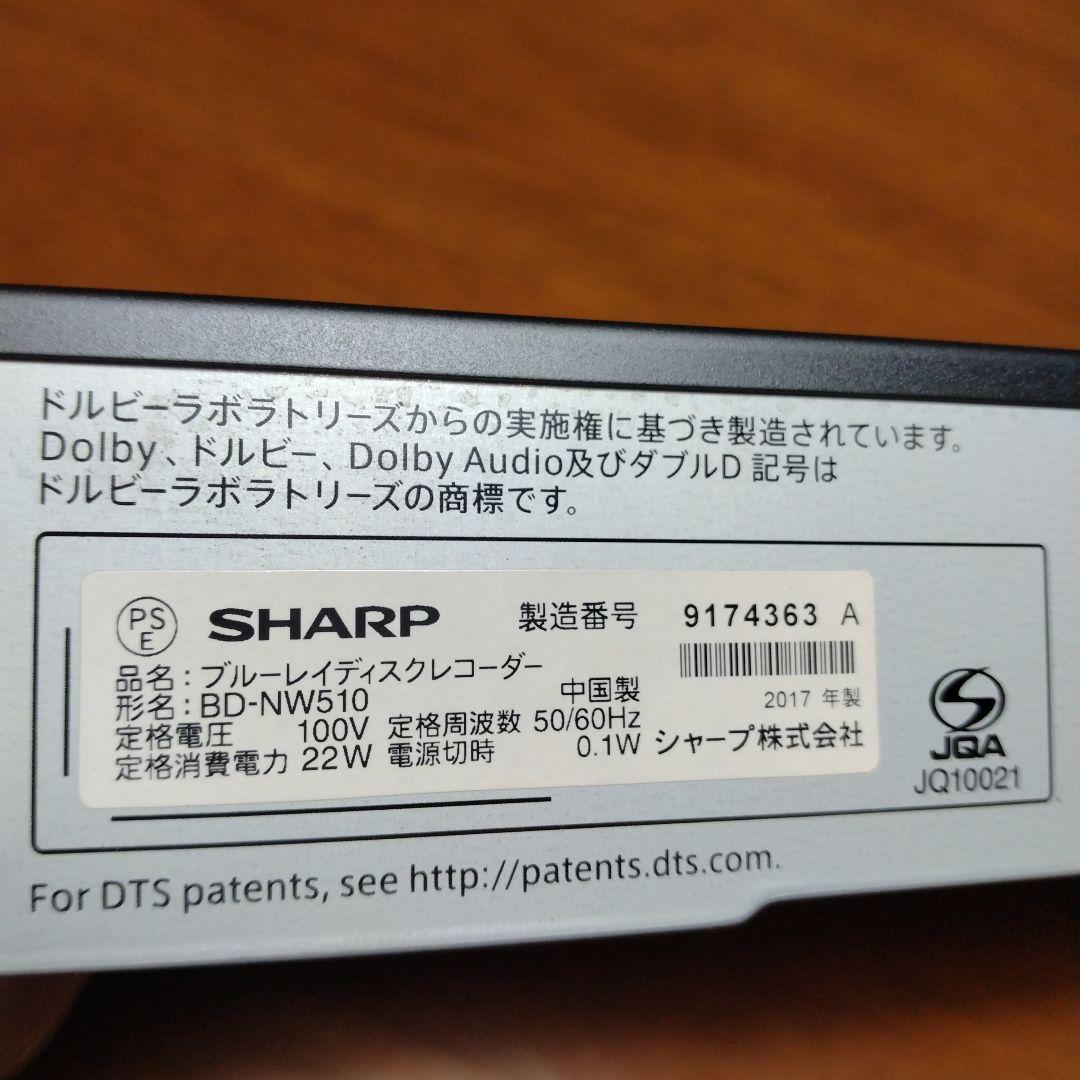 ドルビーラボラトリーズからの実施権に基づき製造されています。
Dolby、ドルビー、Dolby Audio及びダブルD 記号は
ドルビーラボラトリーズの商標です。
PS
E
SHARP 製造番号 9174363 A
品名:ブルーレイディスクレコーダー
形名:BD-NW510 中国製 2017 年製
定格電圧 100V 定格周波数 50/60Hz
定格消費電力 22W 電源切時 0.1W シャープ株式会社
JQA
JQ10021
For DTS patents, see http://patents.dts.com.